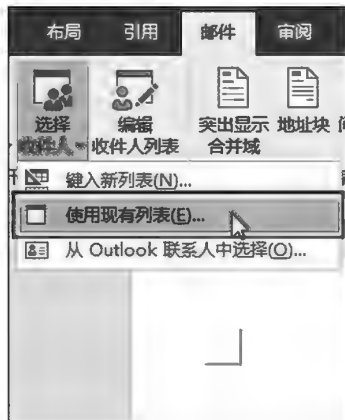 布局 引用 邮件 审阅
选择 编辑 突出显示 地址块
收件人 收件人列表 合并域
键入新列表(N)...
使用现有列表(E)...
从 Outlook 联系人中选择(O)...